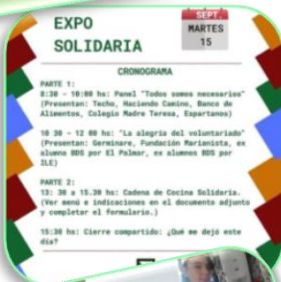 EXPO
SOLIDARIA
SEPT.
MARTES
15
CRONOGRAMA
PARTE 1:
8:30 - 10:00 hs: Panel "Todos somos necesarios"
(Presentan: Techo, Haciendo Camino, Banco de
Alimentos, Colegio Madre Teresa, Espartanos)
10 30 - 12 00 hs: "La alegría del voluntariado"
(Presentan: Germinare, Fundación Marianista, ex
alumna BDS por El Palmar, ex alumnos BDS por
ILE)
PARTE 2:
13: 30 a 15.30 hs: Cadena de Cocina Solidaria.
(Ver menú e indicaciones en el documento adjunto
y completar el formulario.)
15:30 hs: Cierre compartido: ¿Qué me dejó este
día?